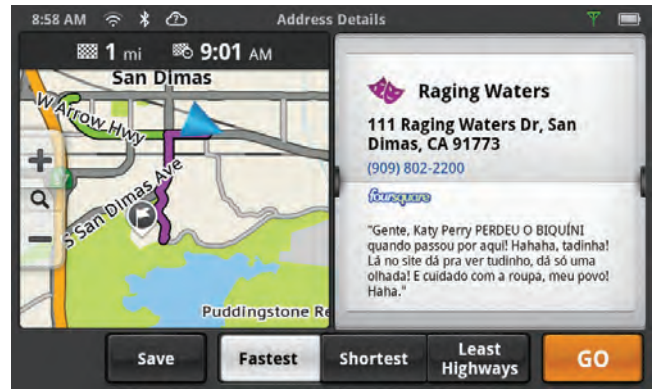 8:58 AM
Address Details
1 mi
9:01 AM
San Dimas
W Arrow Hwy
S San Dimas Ave
Puddingstone Re
Raging Waters
111 Raging Waters Dr, San
Dimas, CA 91773
(909) 802-2200
foursquare
"Gente, Katy Perry PERDEU O BIQUÍNI
quando passou por aqui! Hahaha, tadinha!
Lá no site dá pra ver tudinho, dá só uma
olhada! E cuidado com a roupa, meu povo!
Haha."
Save
Fastest
Shortest
Least
Highways
GO